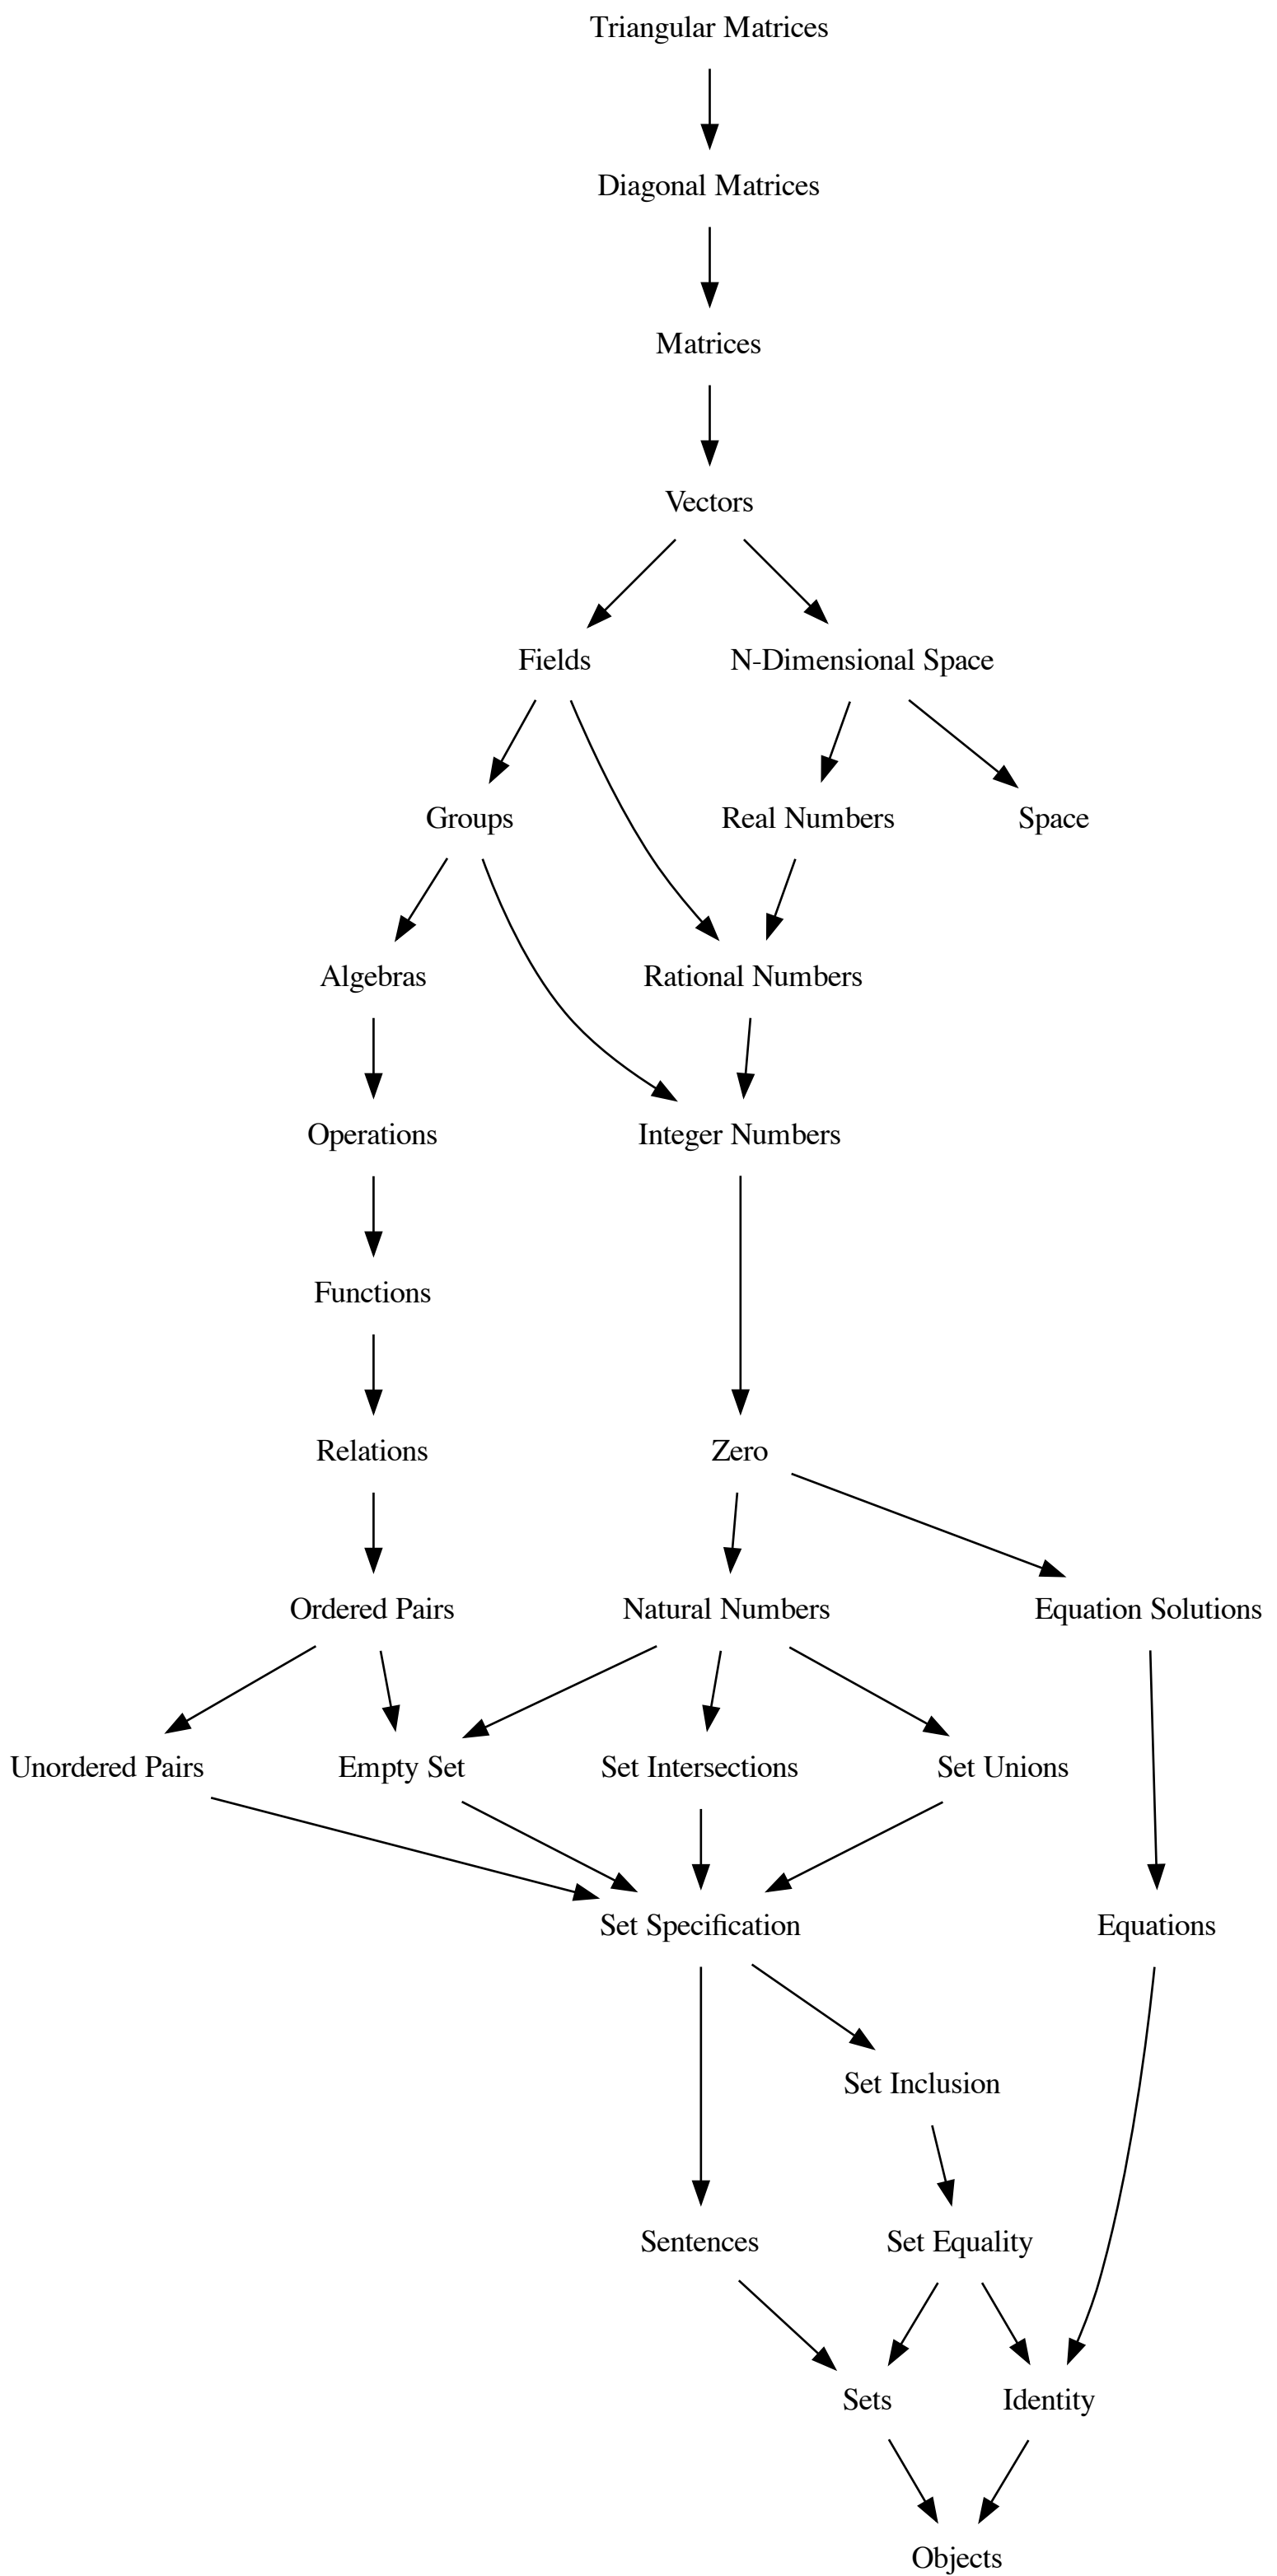 Triangular Matrices
Diagonal Matrices
Matrices
Vectors
Fields
N-Dimensional Space
Groups
Real Numbers
Space
Algebras
Rational Numbers
Operations
Integer Numbers
Functions
Relations
Zero
Ordered Pairs
Natural Numbers
Equation Solutions
Unordered Pairs
Empty Set
Set Intersections
Set Unions
Set Specification
Equations
Set Inclusion
Sentences
Set Equality
Sets
Identity
Objects